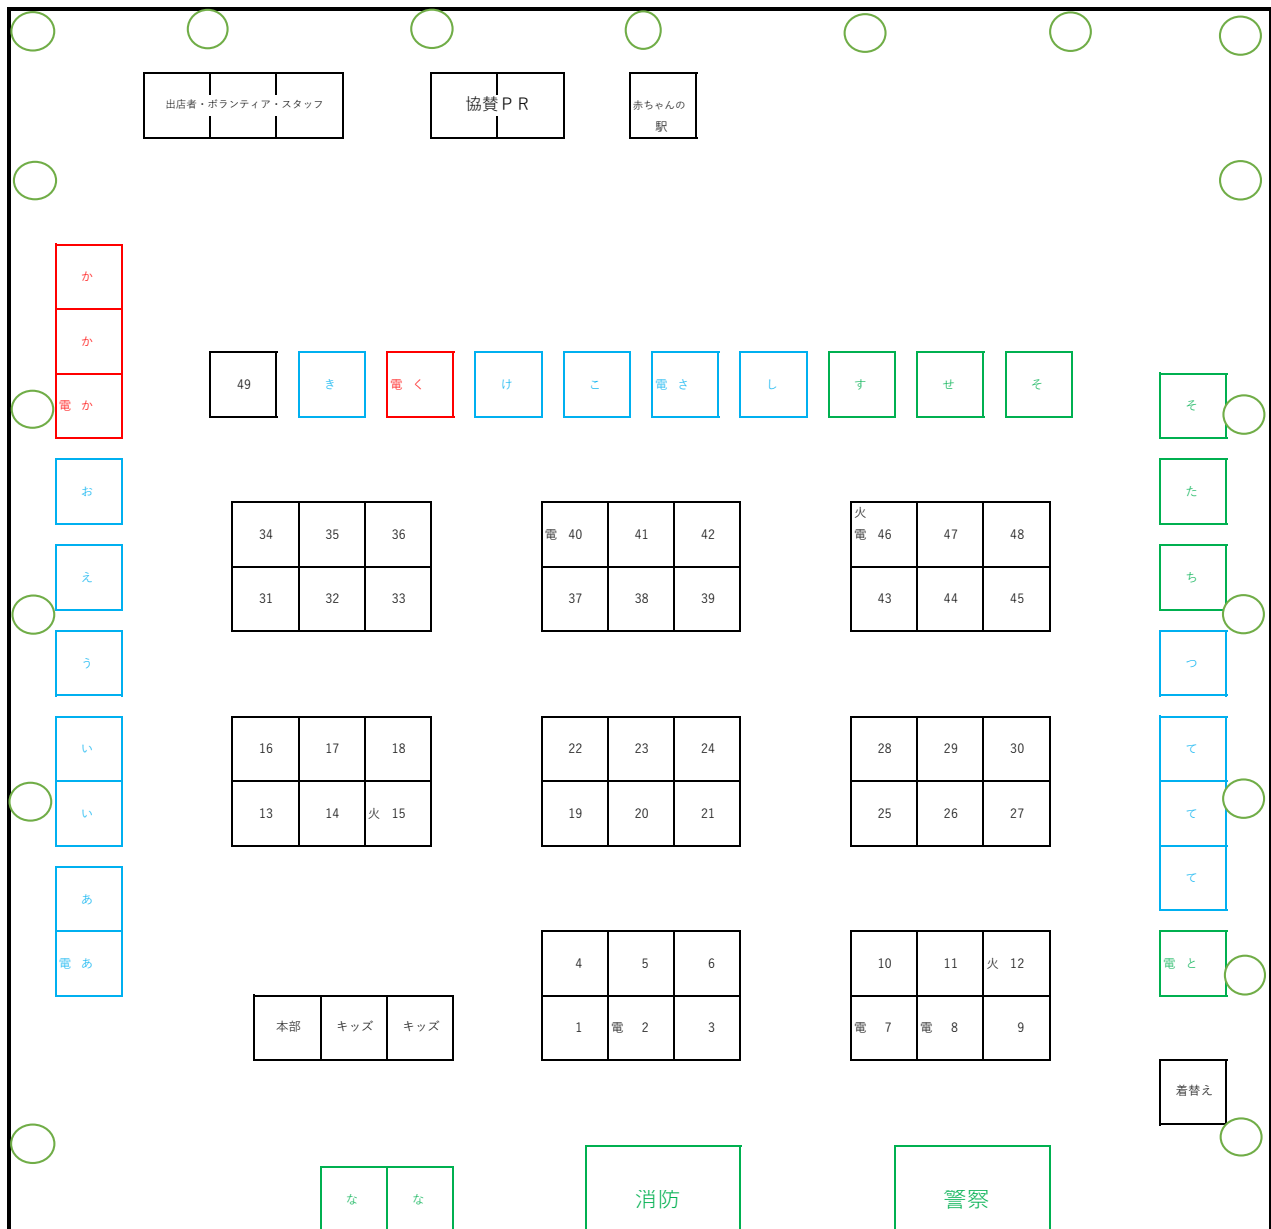 出店者・ボランティア・スタッフ
協賛ＰＲ
赤ちゃんの
駅
か
か
電 か
お
え
う
い
い
あ
電 あ
49 き 電 く け こ 電 さ し す せ そ
34 35 36
31 32 33
電 40 41 42
37 38 39
火
電 46 47 48
43 44 45
16 17 18
13 14 火 15
22 23 24
19 20 21
28 29 30
25 26 27
4 5 6
1 電 2 3
10 11 火 12
電 7 電 8 9
本部 キッズ キッズ
そ
た
ち
つ
て
て
て
電 と
着替え
な な
消防
警察